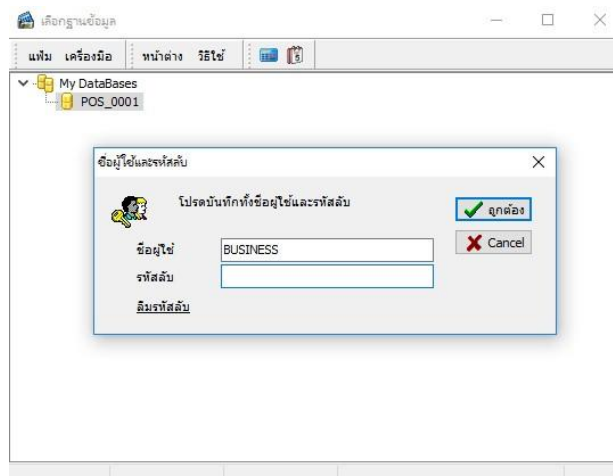 เลือกฐานข้อมูล
แฟ้ม เครื่องมือ หน้าต่าง วิธีใช้
My DataBases
POS_0001
ชื่อผู้ใช้และรหัสลับ
โปรดบันทึกทั้งชื่อผู้ใช้และรหัสลับ
ถูกต้อง
ชื่อผู้ใช้ BUSINESS
Cancel
รหัสลับ
ลืมรหัสลับ